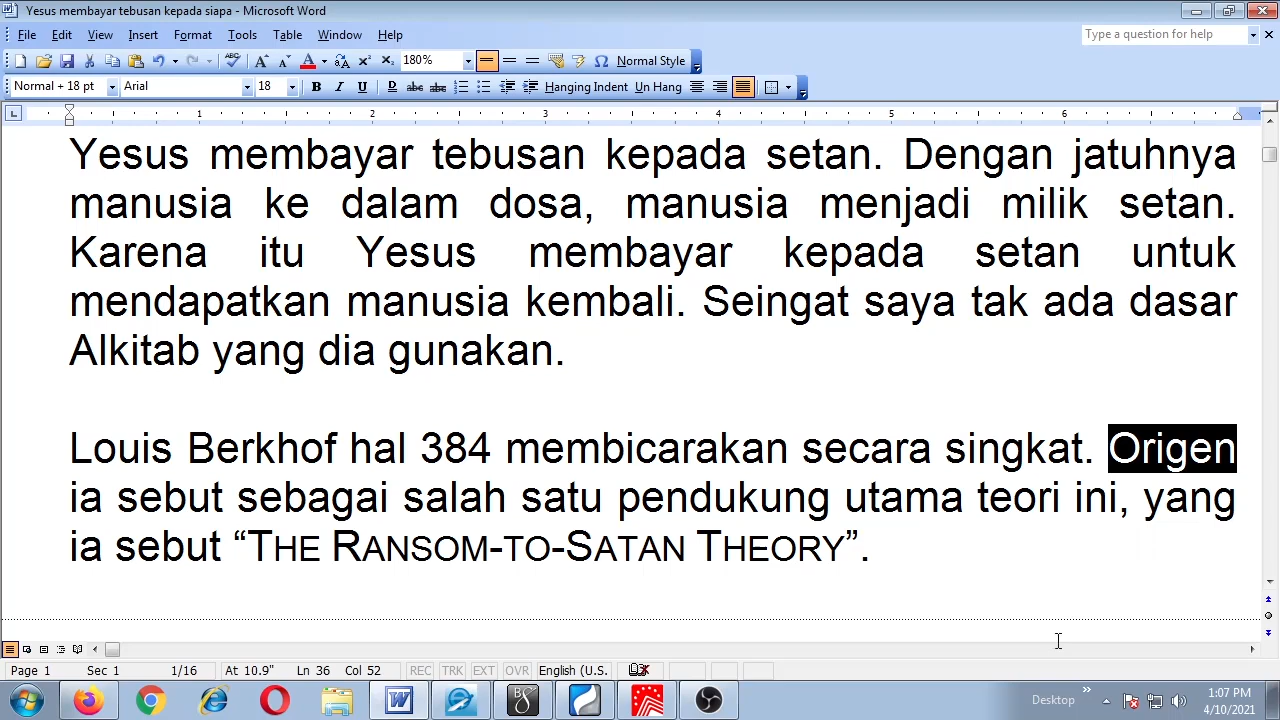 Yesus membayar tebusan kepada siapa - Microsoft Word
File Edit View Insert Format Tools Table Window Help
Type a question for help
180% Normal Style
Normal + 18 pt Arial 18 B I U Hanging Indent Un Hang
1 2 3 4 5 6
Yesus membayar tebusan kepada setan. Dengan jatuhnya
manusia ke dalam dosa, manusia menjadi milik setan.
Karena itu Yesus membayar kepada setan untuk
mendapatkan manusia kembali. Seingat saya tak ada dasar
Alkitab yang dia gunakan.
Louis Berkhof hal 384 membicarakan secara singkat. Origen
ia sebut sebagai salah satu pendukung utama teori ini, yang
ia sebut “THE RANSOM-TO-SATAN THEORY”.
Page 1 Sec 1 1/16 At 10.9" Ln 36 Col 52 REC TRK EXT OVR English (U.S.
Desktop
1:07 PM
4/10/2021